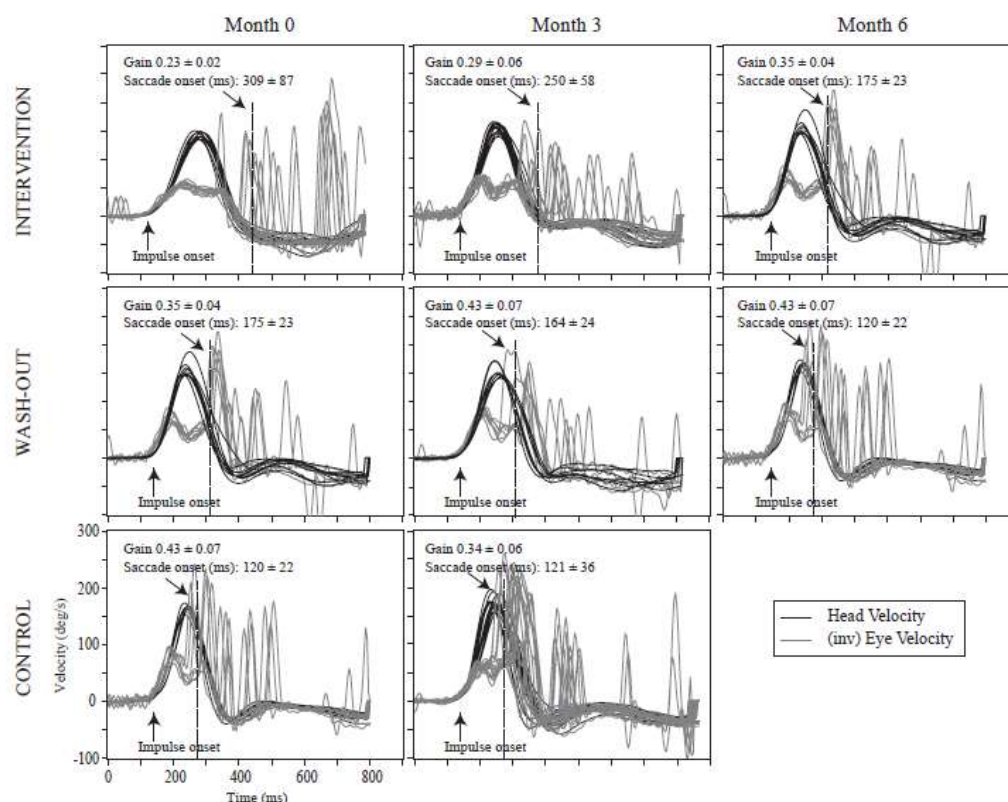 Month 0
Month 3
Month 6
INTERVENTION
Gain 0.23 ± 0.02
Saccade onset (ms): 309 ± 87
Impulse onset
Gain 0.29 ± 0.06
Saccade onset (ms): 250 ± 58
Impulse onset
Gain 0.35 ± 0.04
Saccade onset (ms): 175 ± 23
Impulse onset
WASH-OUT
Gain 0.35 ± 0.04
Saccade onset (ms): 175 ± 23
Impulse onset
Gain 0.43 ± 0.07
Saccade onset (ms): 164 ± 24
Impulse onset
Gain 0.43 ± 0.07
Saccade onset (ms): 120 ± 22
Impulse onset
CONTROL
Velocity (deg/s)
300
200
100
0
-100
Gain 0.43 ± 0.07
Saccade onset (ms): 120 ± 22
Impulse onset
0 200 400 600 800
Time (ms)
Gain 0.34 ± 0.06
Saccade onset (ms): 121 ± 36
Impulse onset
Head Velocity
(inv) Eye Velocity